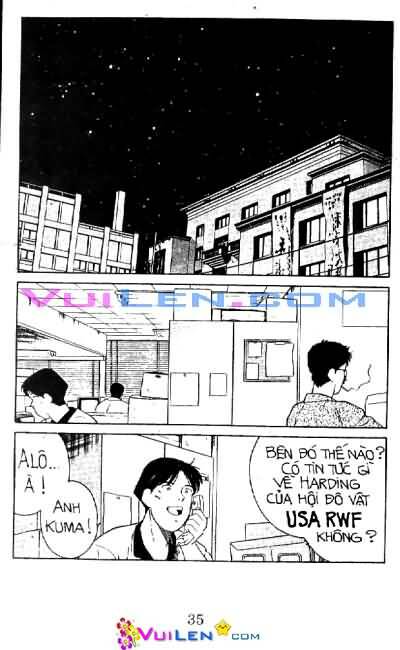 VUILEN.COM
ALÔ...
À!
ANH
KUMA!
BÊN ĐÓ THẾ NÀO?
CÓ TIN TỨC GÌ
VỀ HARDING
CỦA HỘI ĐÔ VẬT
USA RWF
KHÔNG?
35
VUILEN
.COM